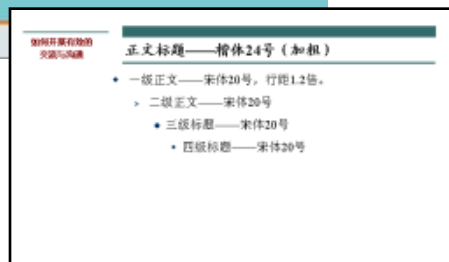 如何开展有效的
交流与沟通
正文标题——楷体24号（加粗）
一级正文——宋体20号，行距1.2倍。
二级正文——宋体20号
三级标题——宋体20号
四级标题——宋体20号